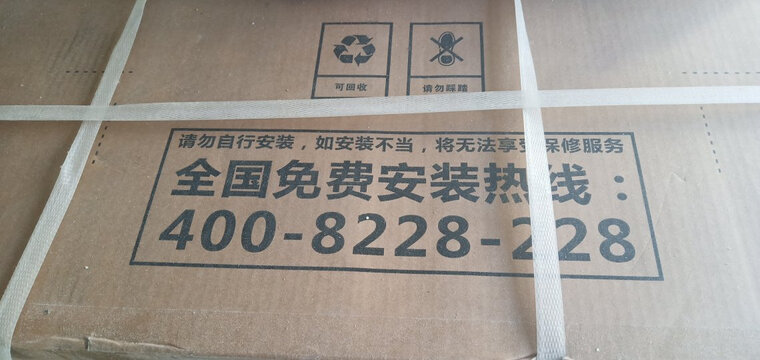 可回收
请勿踩踏
请勿自行安装，如安装不当，将无法享受保修服务
全国免费安装热线：
400-8228-228